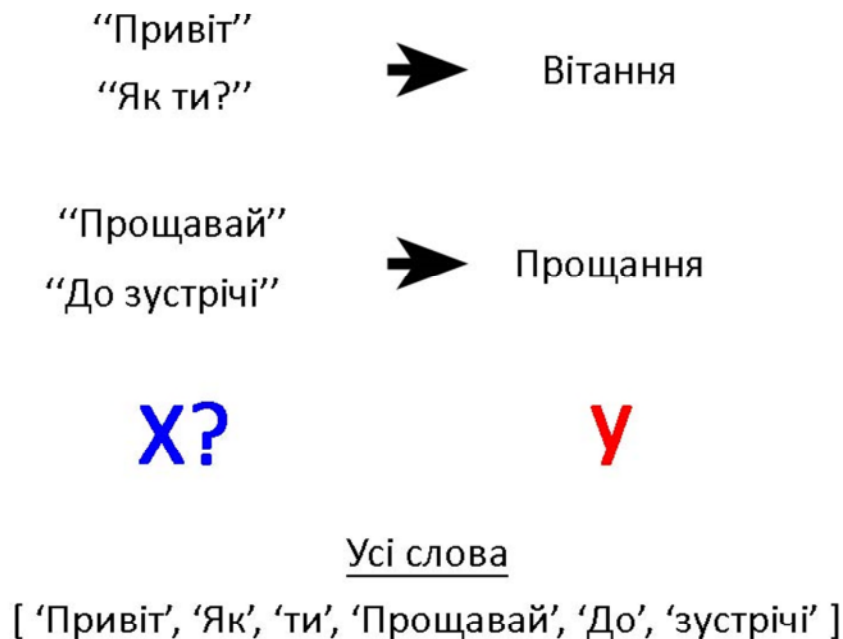 ‘‘Привіт’’
‘‘Як ти?’’
Вітання
‘‘Прощавай’’
‘‘До зустрічі’’
Прощання
X?
y
Усі слова
[ ‘Привіт’, ‘Як’, ‘ти’, ‘Прощавай’, ‘До’, ‘зустрічі’ ]